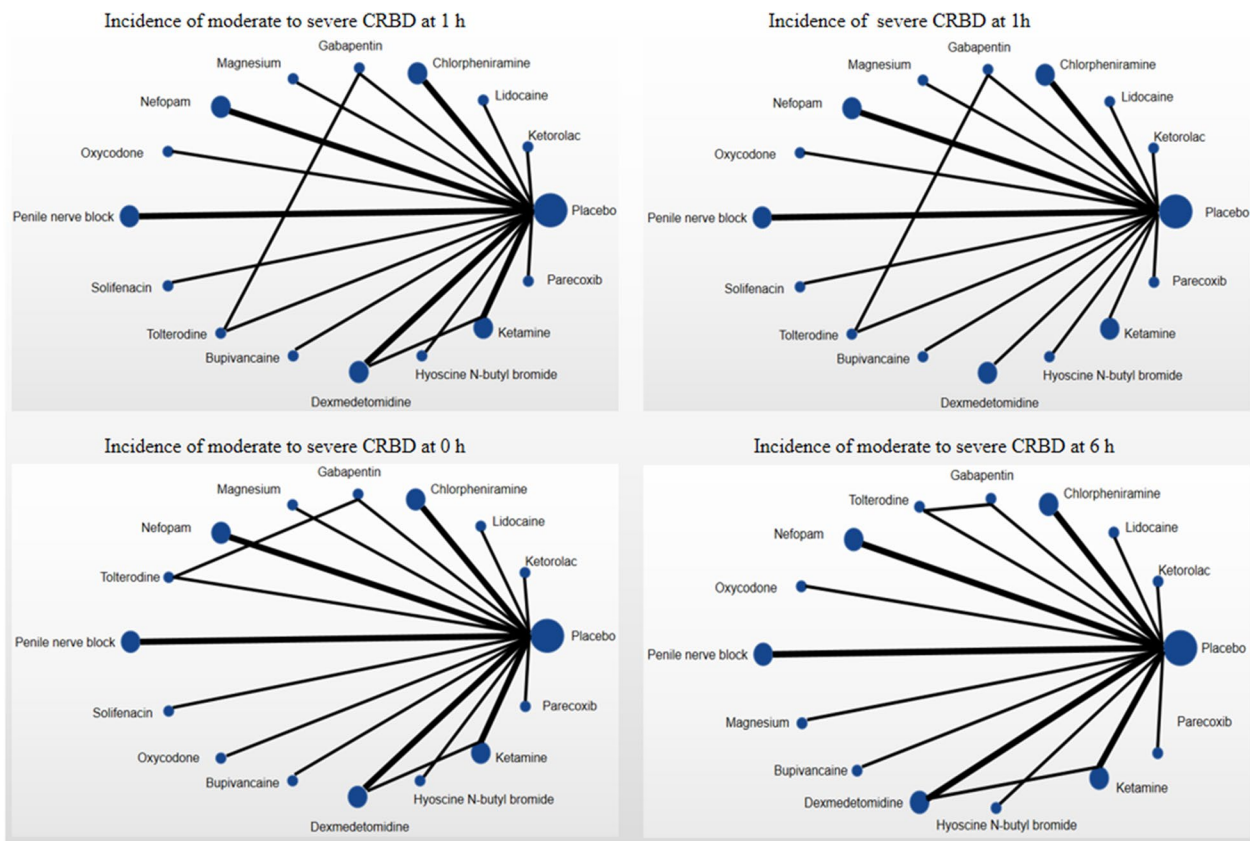 Incidence of moderate to severe CRBD at 1 h
Gabapentin
Magnesium
Chlorpheniramine
Nefopam
Lidocaine
Ketorolac
Oxycodone
Placebo
Penile nerve block
Parecoxib
Solifenacin
Ketamine
Tolterodine
Bupivancaine
Hyoscine N-butyl bromide
Dexmedetomidine
Incidence of severe CRBD at 1h
Gabapentin
Magnesium
Chlorpheniramine
Nefopam
Lidocaine
Ketorolac
Oxycodone
Placebo
Penile nerve block
Parecoxib
Solifenacin
Ketamine
Tolterodine
Bupivancaine
Hyoscine N-butyl bromide
Dexmedetomidine
Incidence of moderate to severe CRBD at 0 h
Gabapentin
Magnesium
Chlorpheniramine
Nefopam
Lidocaine
Ketorolac
Tolterodine
Placebo
Penile nerve block
Parecoxib
Solifenacin
Ketamine
Oxycodone
Bupivancaine
Hyoscine N-butyl bromide
Dexmedetomidine
Incidence of moderate to severe CRBD at 6 h
Gabapentin
Tolterodine
Chlorpheniramine
Nefopam
Lidocaine
Ketorolac
Oxycodone
Placebo
Penile nerve block
Magnesium
Parecoxib
Bupivancaine
Ketamine
Dexmedetomidine
Hyoscine N-butyl bromide